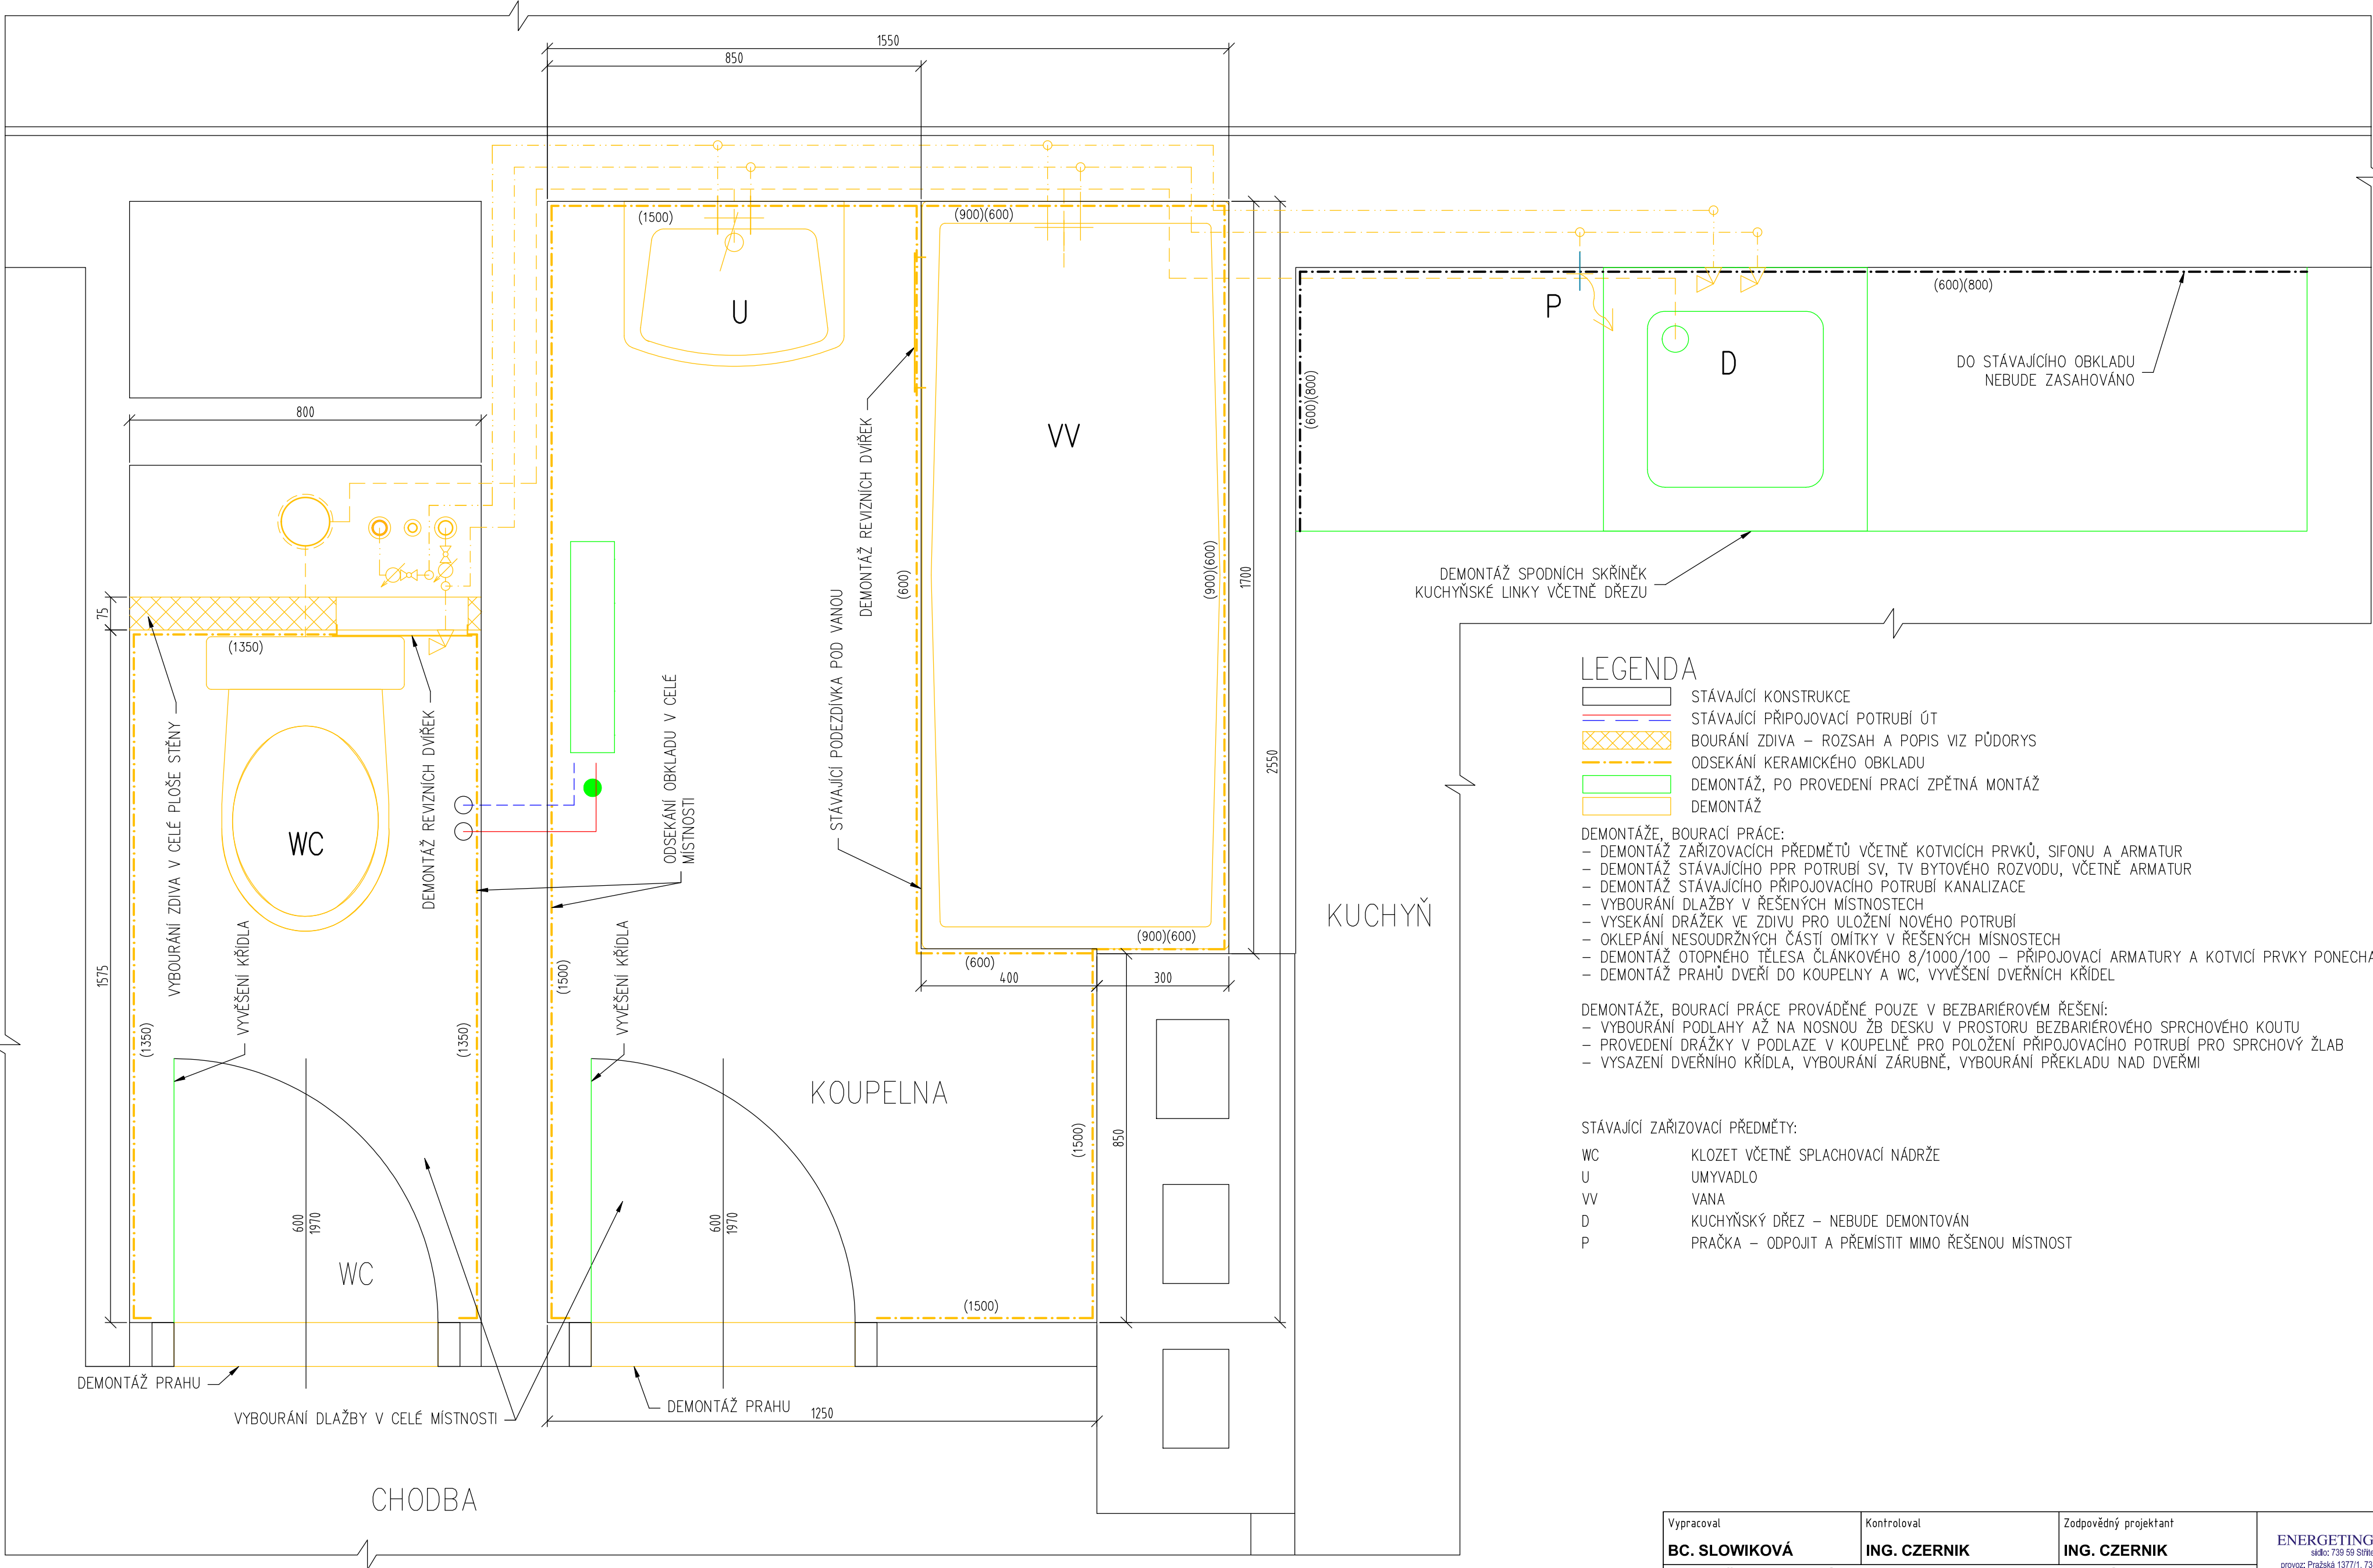 1550
850
(1500)
(900)(600)
U
P
D
VV
(600)(800)
(600)(800)
DO STÁVAJÍCÍHO OBKLADU
NEBUDE ZASAHOVÁNO
800
DEMONTÁŽ REVIZNÍCH DVÍŘEK
(600)
(900)(600)
1700
DEMONTÁŽ SPODNÍCH SKŘÍNĚK
KUCHYŇSKÉ LINKY VČETNĚ DŘEZU
75
(1350)
STÁVAJÍCÍ PODEZDÍVKA POD VANOU
ODSEKÁNÍ OBKLADU V CELÉ
MÍSTNOSTI
VYBOURÁNÍ ZDIVA V CELÉ PLOŠE STĚNY
DEMONTÁŽ REVIZNÍCH DVÍŘEK
2550
WC
KUCHYŇ
(900)(600)
(600)
400
300
1575
(1350)
VYVĚŠENÍ KŘÍDLA
(1350)
(1500)
VYVĚŠENÍ KŘÍDLA
KOUPELNA
(1500)
850
600
1970
600
1970
WC
(1500)
DEMONTÁŽ PRAHU
VYBOURÁNÍ DLAŽBY V CELÉ MÍSTNOSTI
DEMONTÁŽ PRAHU
1250
CHODBA
LEGENDA
STÁVAJÍCÍ KONSTRUKCE
STÁVAJÍCÍ PŘIPOJOVACÍ POTRUBÍ ÚT
BOURÁNÍ ZDIVA – ROZSAH A POPIS VIZ PŮDORYS
ODSEKÁNÍ KERAMICKÉHO OBKLADU
DEMONTÁŽ, PO PROVEDENÍ PRACÍ ZPĚTNÁ MONTÁŽ
DEMONTÁŽ
DEMONTÁŽE, BOURACÍ PRÁCE:
– DEMONTÁŽ ZAŘIZOVACÍCH PŘEDMĚTŮ VČETNĚ KOTVICÍCH PRVKŮ, SIFONU A ARMATUR
– DEMONTÁŽ STÁVAJÍCÍHO PPR POTRUBÍ SV, TV BYTOVÉHO ROZVODU, VČETNĚ ARMATUR
– DEMONTÁŽ STÁVAJÍCÍHO PŘIPOJOVACÍHO POTRUBÍ KANALIZACE
– VYBOURÁNÍ DLAŽBY V ŘEŠENÝCH MÍSTNOSTECH
– VYSEKÁNÍ DRÁŽEK VE ZDIVU PRO ULOŽENÍ NOVÉHO POTRUBÍ
– OKLEPÁNÍ NESOUDRŽNÝCH ČÁSTÍ OMÍTKY V ŘEŠENÝCH MÍSNOSTECH
– DEMONTÁŽ OTOPNÉHO TĚLESA ČLÁNKOVÉHO 8/1000/100 – PŘIPOJOVACÍ ARMATURY A KOTVICÍ PRVKY PONECHA
– DEMONTÁŽ PRAHŮ DVEŘÍ DO KOUPELNY A WC, VYVĚŠENÍ DVEŘNÍCH KŘÍDEL
DEMONTÁŽE, BOURACÍ PRÁCE PROVÁDĚNÉ POUZE V BEZBARIÉROVÉM ŘEŠENÍ:
– VYBOURÁNÍ PODLAHY AŽ NA NOSNOU ŽB DESKU V PROSTORU BEZBARIÉROVÉHO SPRCHOVÉHO KOUTU
– PROVEDENÍ DRÁŽKY V PODLAZE V KOUPELNĚ PRO POLOŽENÍ PŘIPOJOVACÍHO POTRUBÍ PRO SPRCHOVÝ ŽLAB
– VYSAZENÍ DVEŘNÍHO KŘÍDLA, VYBOURÁNÍ ZÁRUBNĚ, VYBOURÁNÍ PŘEKLADU NAD DVEŘMI
STÁVAJÍCÍ ZAŘIZOVACÍ PŘEDMĚTY:
WC KLOZET VČETNĚ SPLACHOVACÍ NÁDRŽE
U UMYVADLO
VV VANA
D KUCHYŇSKÝ DŘEZ – NEBUDE DEMONTOVÁN
P PRAČKA – ODPOJIT A PŘEMÍSTIT MIMO ŘEŠENOU MÍSTNOST
Vypracoval Kontroloval Zodpovědný projektant
BC. SLOWIKOVÁ ING. CZERNIK ING. CZERNIK
ENERGETING
sídlo: 739 59
provoz: Pražská 1377/1, 73